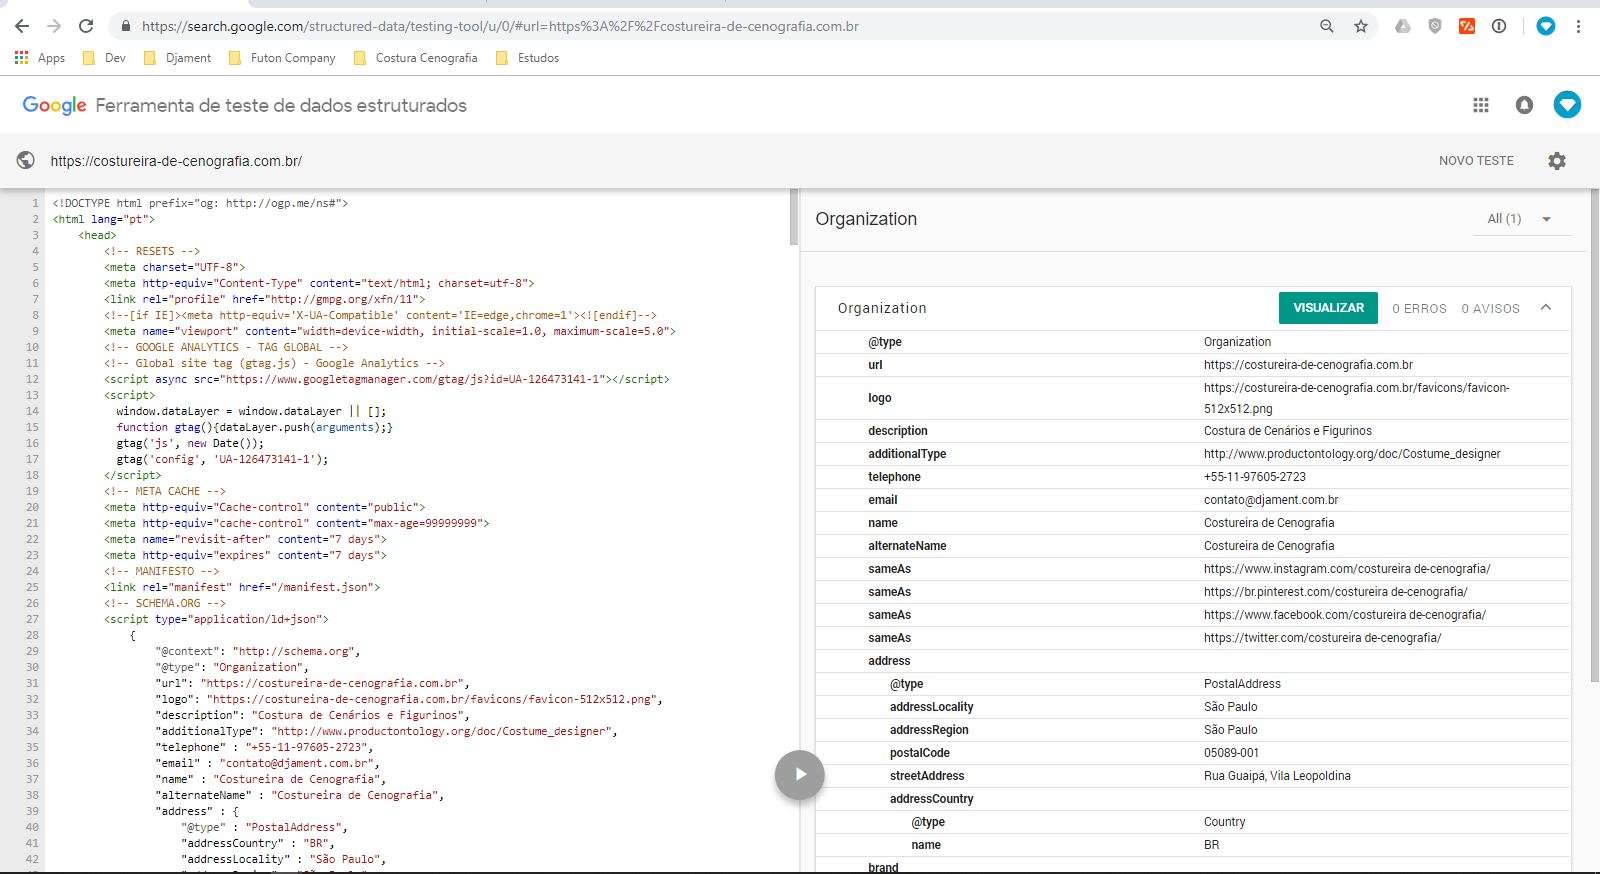 https://search.google.com/structured-data/testing-tool/u/0/#url=https%3A%2F%2Fcostureira-de-cenografia.com.br
Apps Dev Djament Futon Company Costura Cenografia Estudos
Google Ferramenta de teste de dados estruturados
https://costureira-de-cenografia.com.br/ NOVO TESTE
1 <!DOCTYPE html prefix="og: http://ogp.me/ns#">
2 <html lang="pt">
3 <head>
4 <!-- RESETS -->
5 <meta charset="UTF-8">
6 <meta http-equiv="Content-Type" content="text/html; charset=utf-8">
7 <link rel="profile" href="http://gmpg.org/xfn/11">
8 <!--[if IE]><meta http-equiv='X-UA-Compatible' content='IE=edge,chrome=1'><![endif]-->
9 <meta name="viewport" content="width=device-width, initial-scale=1.0, maximum-scale=5.0">
10 <!-- GOOGLE ANALYTICS - TAG GLOBAL -->
11 <!-- Global site tag (gtag.js) - Google Analytics -->
12 <script async src="https://www.googletagmanager.com/gtag/js?id=UA-126473141-1"></script>
13 <script>
14 window.dataLayer = window.dataLayer || [];
15 function gtag(){dataLayer.push(arguments);}
16 gtag('js', new Date());
17 gtag('config', 'UA-126473141-1');
18 </script>
19 <!-- META CACHE -->
20 <meta http-equiv="Cache-control" content="public">
21 <meta http-equiv="cache-control" content="max-age=99999999">
22 <meta name="revisit-after" content="7 days">
23 <meta http-equiv="expires" content="7 days">
24 <!-- MANIFESTO -->
25 <link rel="manifest" href="/manifest.json">
26 <!-- SCHEMA.ORG -->
27 <script type="application/ld+json">
28 {
29 "@context": "http://schema.org",
30 "@type": "Organization",
31 "url": "https://costureira-de-cenografia.com.br",
32 "logo": "https://costureira-de-cenografia.com.br/favicons/favicon-512x512.png",
33 "description": "Costura de Cenários e Figurinos",
34 "additionalType": "http://www.productontology.org/doc/Costume_designer",
35 "telephone" : "+55-11-97605-2723",
36 "email" : "contato@djament.com.br",
37 "name" : "Costureira de Cenografia",
38 "alternateName" : "Costureira de Cenografia",
39 "address" : {
40 "@type" : "PostalAddress",
41 "addressCountry" : "BR",
42 "addressLocality" : "São Paulo",
Organization All (1)
Organization VISUALIZAR 0 ERROS 0 AVISOS
@type Organization
url https://costureira-de-cenografia.com.br
logo https://costureira-de-cenografia.com.br/favicons/favicon-
512x512.png
description Costura de Cenários e Figurinos
additionalType http://www.productontology.org/doc/Costume_designer
telephone +55-11-97605-2723
email contato@djament.com.br
name Costureira de Cenografia
alternateName Costureira de Cenografia
sameAs https://www.instagram.com/costureira de-cenografia/
sameAs https://br.pinterest.com/costureira de-cenografia/
sameAs https://www.facebook.com/costureira de-cenografia/
sameAs https://twitter.com/costureira de-cenografia/
address
@type PostalAddress
addressLocality São Paulo
addressRegion São Paulo
postalCode 05089-001
streetAddress Rua Guaipá, Vila Leopoldina
addressCountry
@type Country
name BR
brand